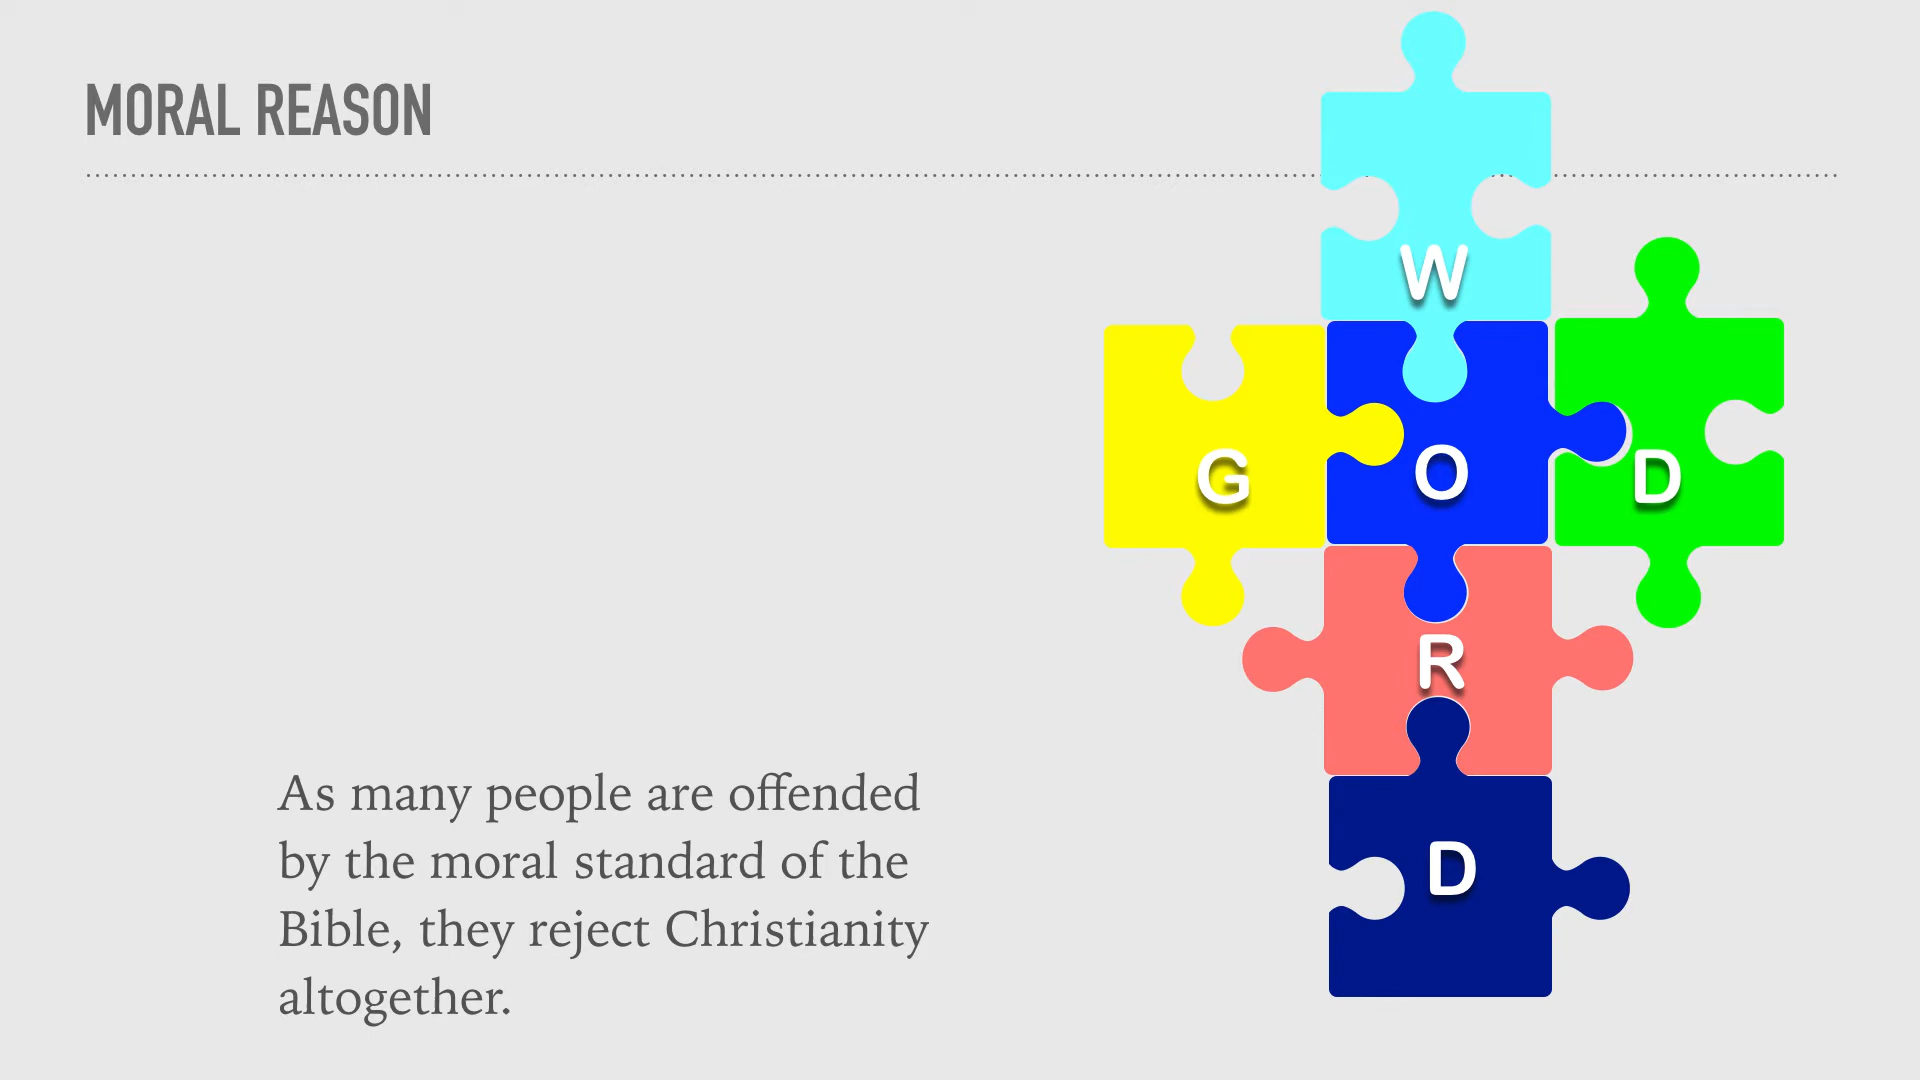 MORAL REASON
W
G O D
R
D
As many people are offended
by the moral standard of the
Bible, they reject Christianity
altogether.